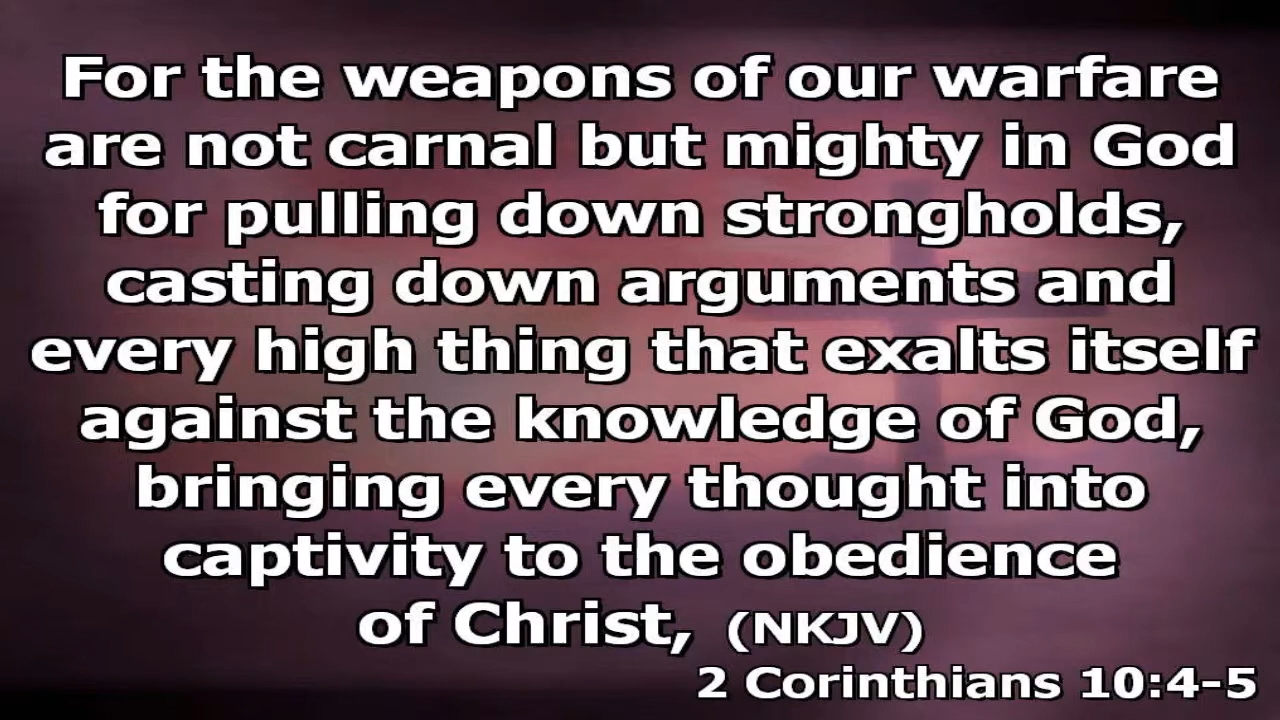 For the weapons of our warfare
are not carnal but mighty in God
for pulling down strongholds,
casting down arguments and
every high thing that exalts itself
against the knowledge of God,
bringing every thought into
captivity to the obedience
of Christ, (NKJV)
2 Corinthians 10:4-5